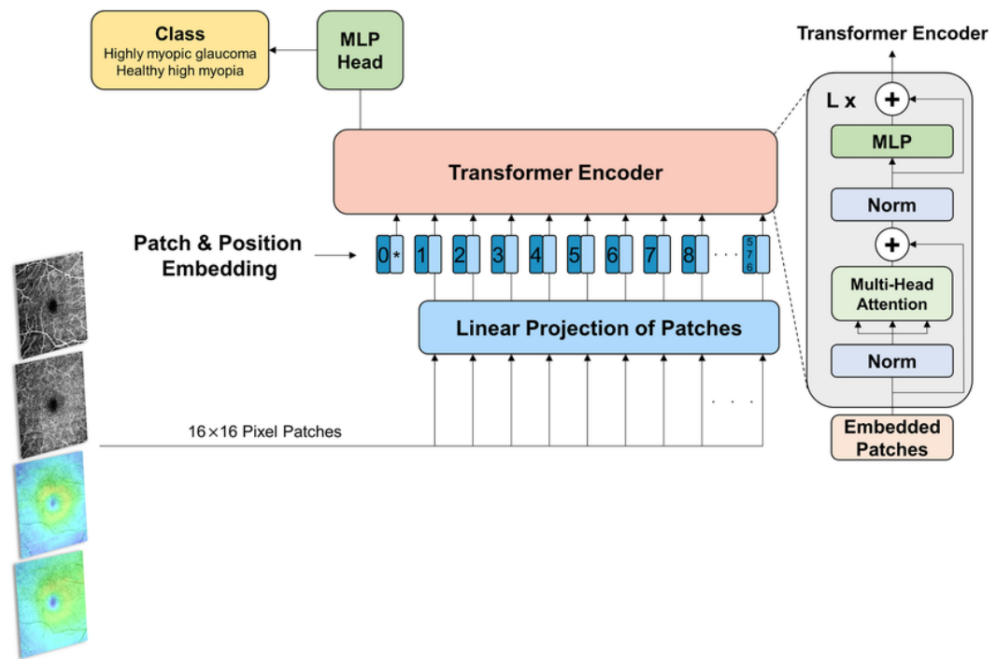 Class
Highly myopic glaucoma
Healthy high myopia
MLP
Head
Transformer Encoder
Patch & Position
Embedding
0 * 1 2 3 4 5 6 7 8 · · · 576
Linear Projection of Patches
· · · ·
16×16 Pixel Patches
Transformer Encoder
L x
+
MLP
Norm
+
Multi-Head
Attention
Norm
Embedded
Patches